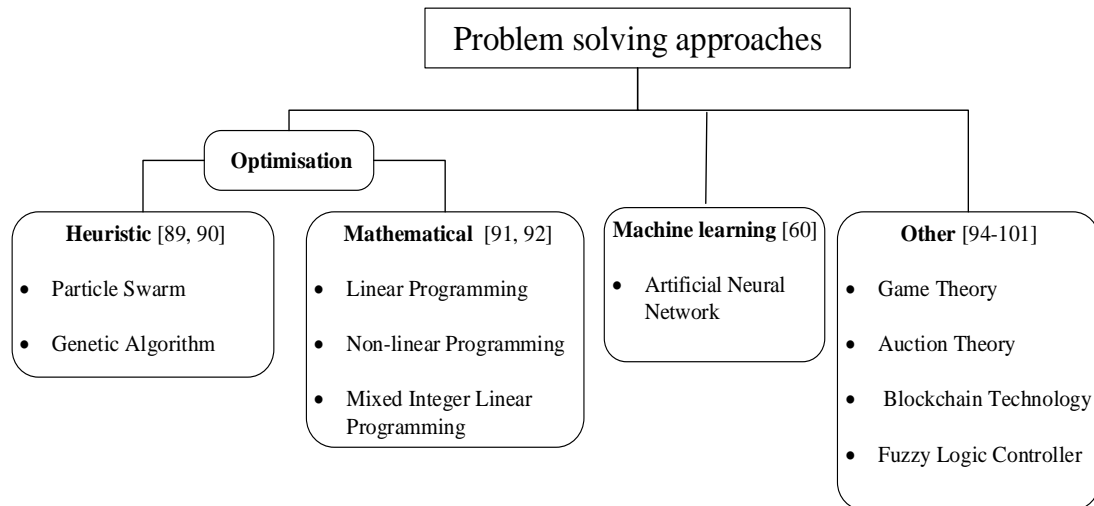 Problem solving approaches
Optimisation
Heuristic [89, 90]
• Particle Swarm
• Genetic Algorithm
Mathematical [91, 92]
• Linear Programming
• Non-linear Programming
• Mixed Integer Linear
Programming
Machine learning [60]
• Artificial Neural
Network
Other [94-101]
• Game Theory
• Auction Theory
• Blockchain Technology
• Fuzzy Logic Controller